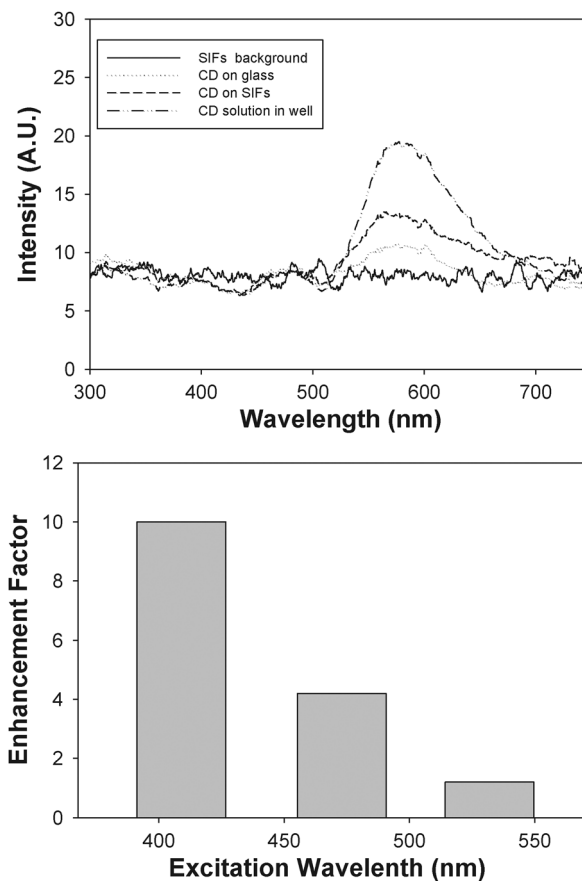 30
25
20
15
10
5
0
Intensity (A.U.)
SIFs background
CD on glass
CD on SIFs
CD solution in well
300 400 500 600 700
Wavelength (nm)
12
10
8
6
4
2
0
Enhancement Factor
400 450 500 550
Excitation Wavelenth (nm)